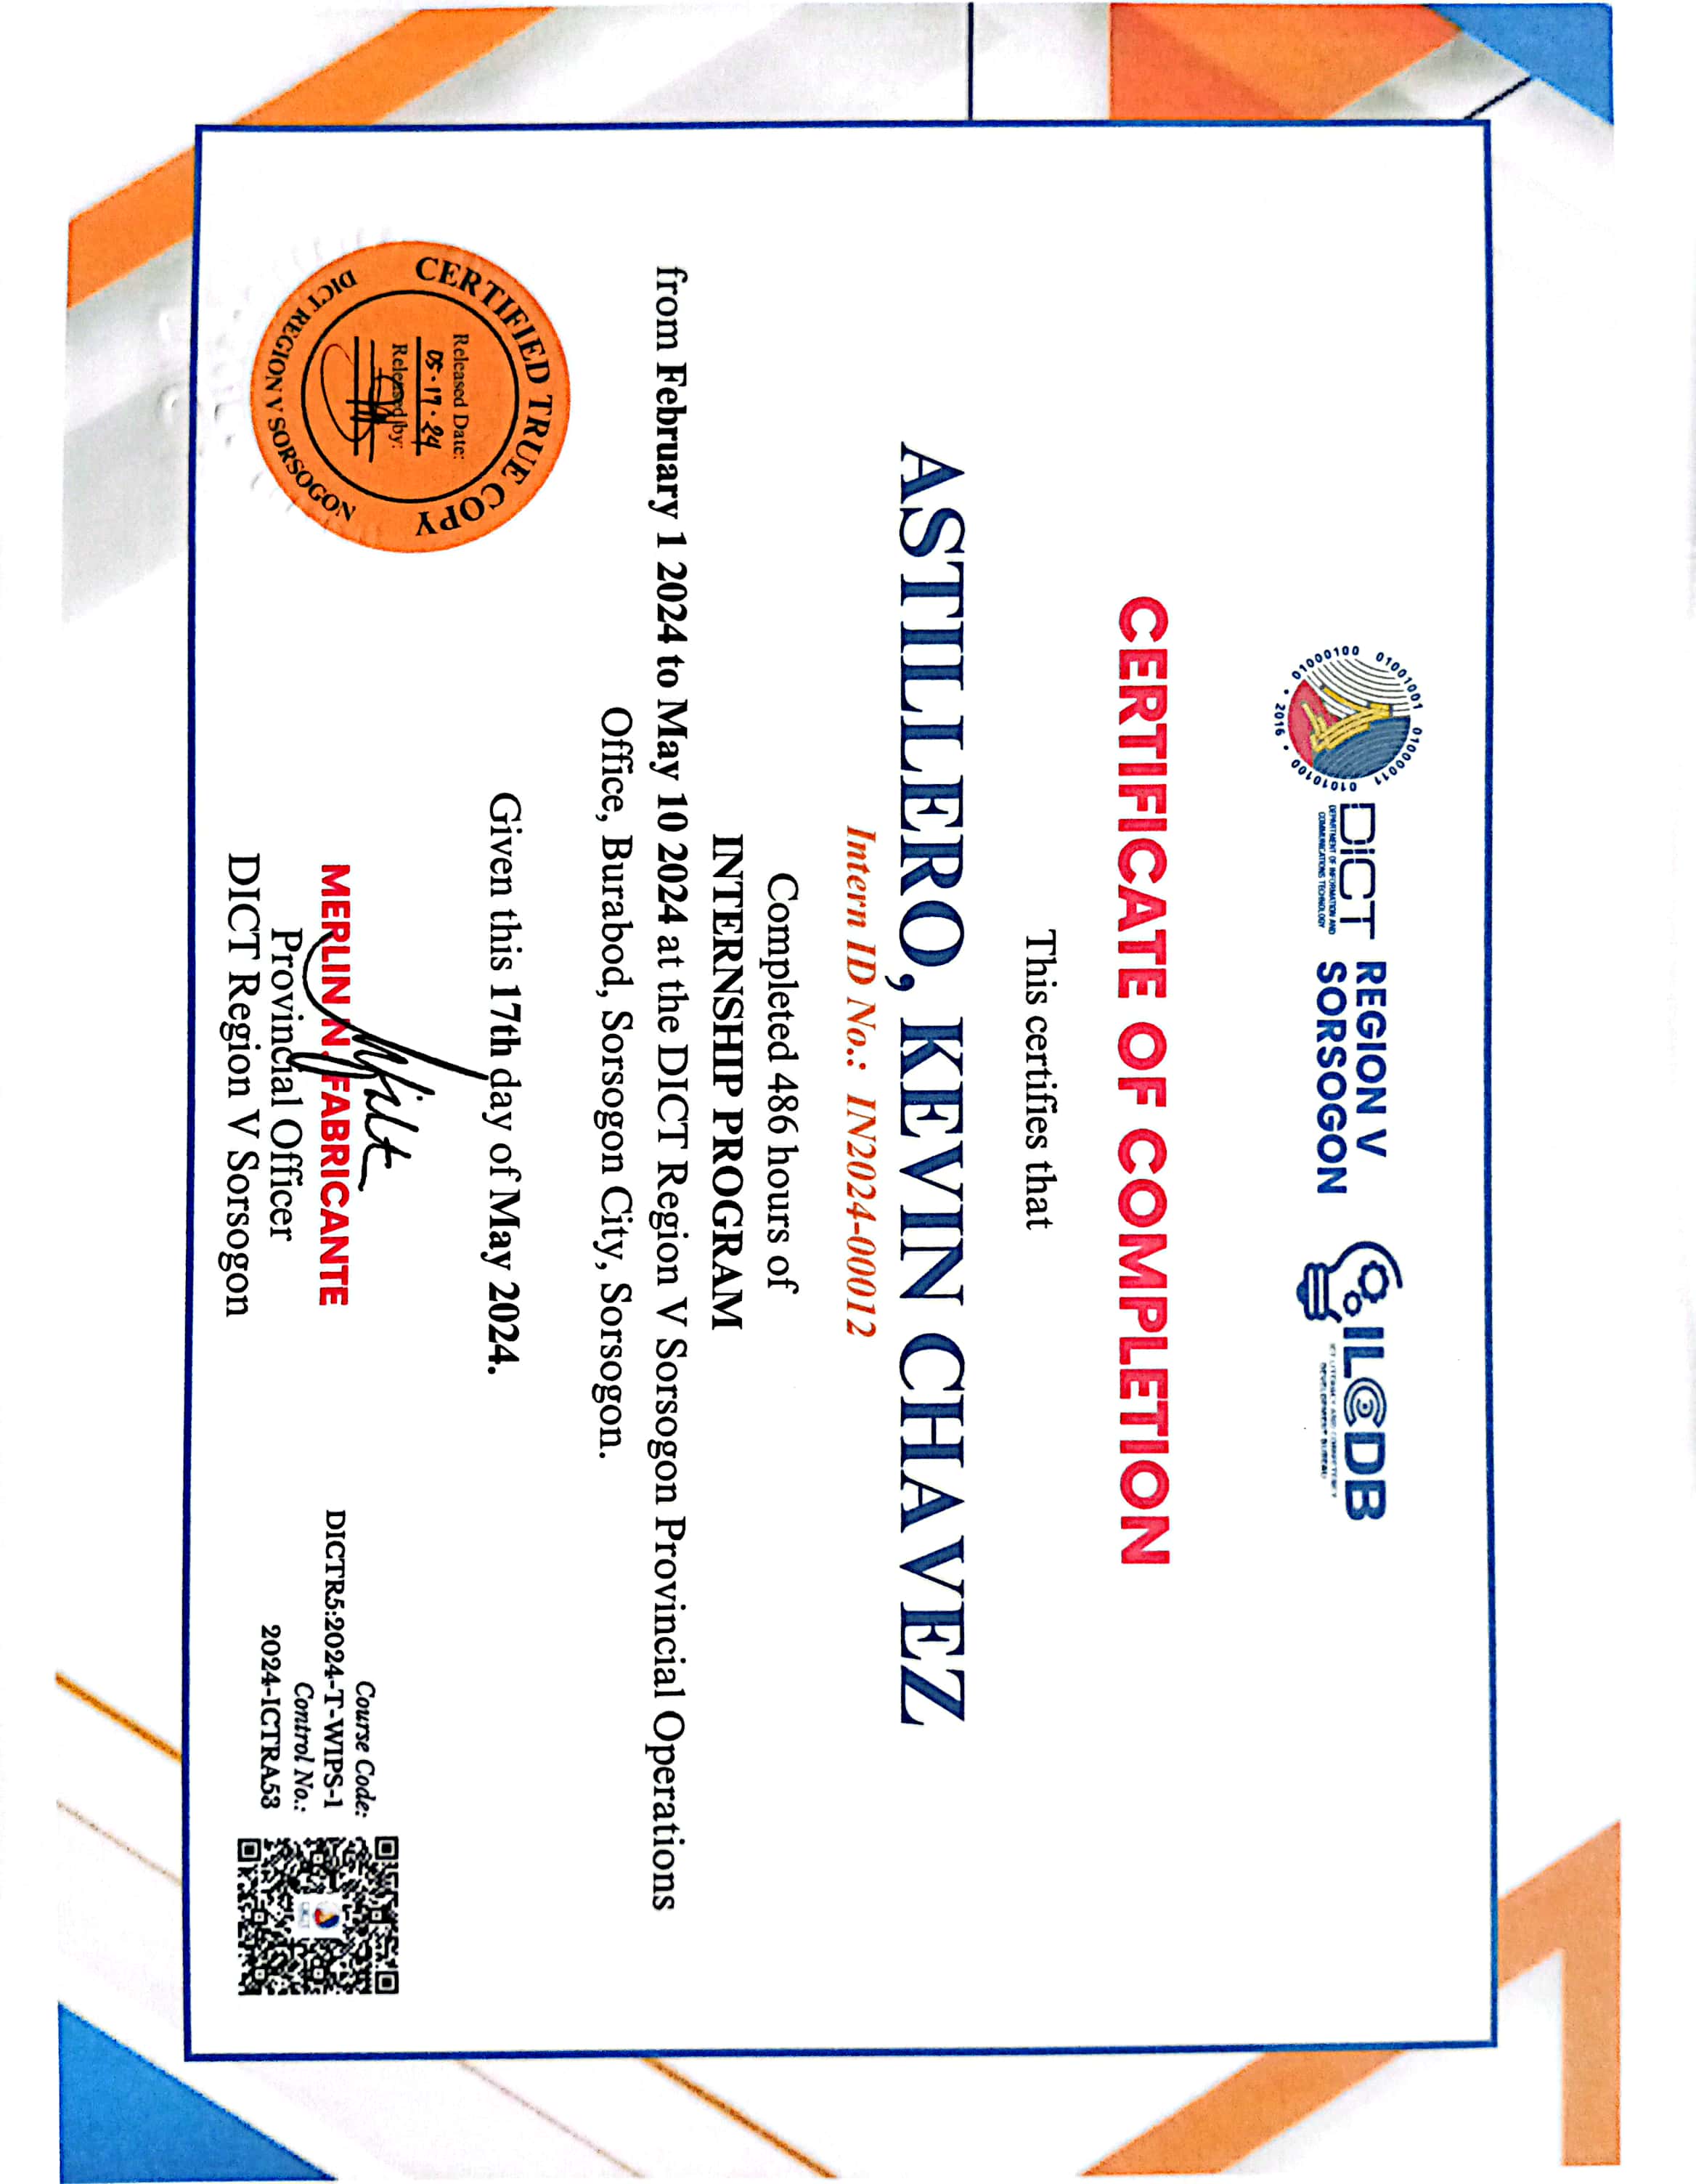 01001001 01000011 01010100 01000100
• 2016 •
DICT
DEPARTMENT OF INFORMATION AND
COMMUNICATIONS TECHNOLOGY
REGION V
SORSOGON
ILCDB
ICT LITERACY AND COMPETENCY
DEVELOPMENT BUREAU
CERTIFICATE OF COMPLETION
This certifies that
ASTILLERO, KEVIN CHAVEZ
Intern ID No.: IN2024-00012
Completed 486 hours of
INTERNSHIP PROGRAM
from February 1 2024 to May 10 2024 at the DICT Region V Sorsogon Provincial Operations
Office, Burabod, Sorsogon City, Sorsogon.
Given this 17th day of May 2024.
CERTIFIED TRUE COPY
Released Date:
05-17-24
Released by:
DICT REGION V SORSOGON
MERLIN N. FABRICANTE
Provincial Officer
DICT Region V Sorsogon
Course Code:
DICTR5:2024-T-WIPS-1
Control No.:
2024-ICTRA53